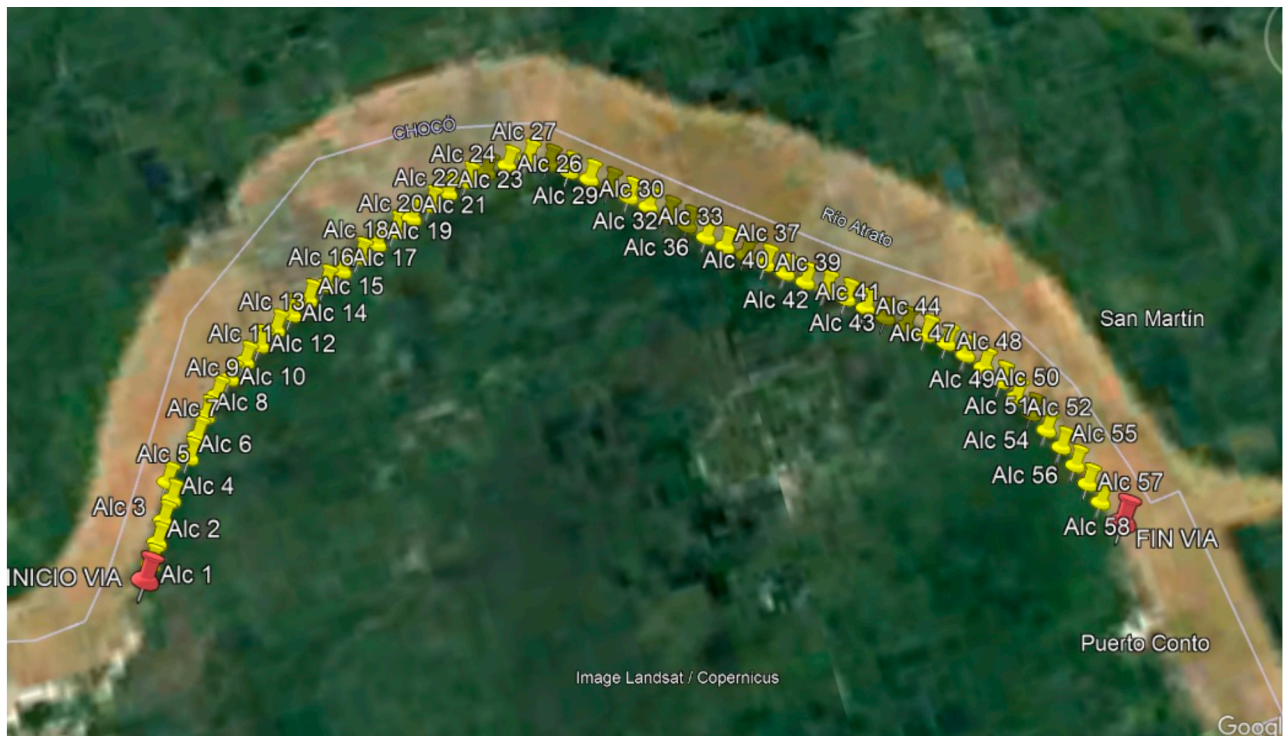 CHOCÓ
Alc 27
Alc 24
Alc 26
Alc 22
Alc 23
Alc 29
Alc 30
Alc 20
Alc 21
Alc 32
Alc 33
Alc 18
Alc 19
Río Atrato
Alc 36
Alc 37
Alc 16
Alc 17
Alc 40
Alc 39
Alc 15
Alc 13
Alc 14
Alc 42
Alc 41
Alc 44
San Martín
Alc 43
Alc 11
Alc 12
Alc 47
Alc 48
Alc 9
Alc 10
Alc 49
Alc 50
Alc 7
Alc 8
Alc 51
Alc 52
Alc 5
Alc 6
Alc 54
Alc 55
Alc 4
Alc 56
Alc 57
Alc 3
Alc 2
Alc 58
FIN VIA
INICIO VIA
Alc 1
Puerto Conto
Image Landsat / Copernicus
Googl